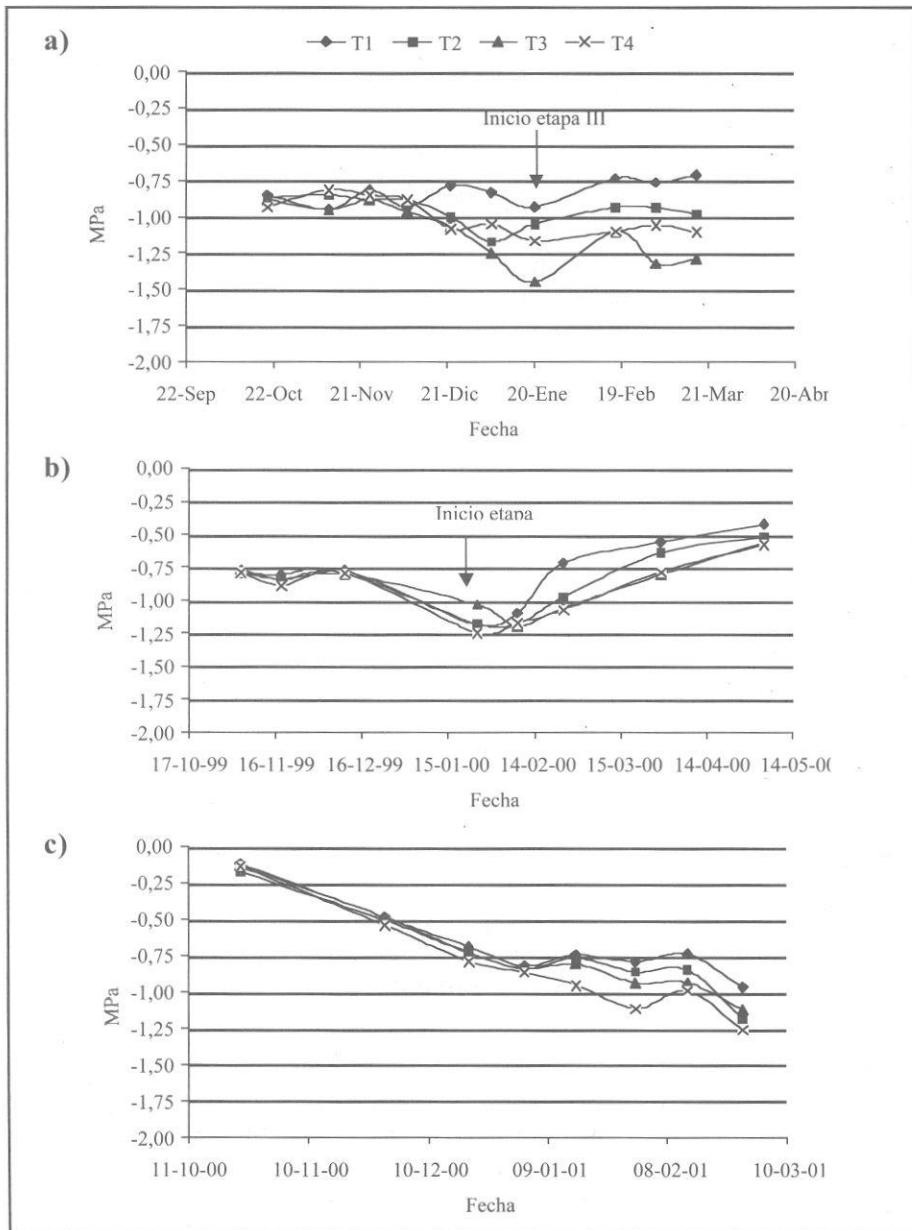 a)
T1 T2 T3 T4
0,00
-0,25
-0,50
-0,75
-1,00
-1,25
-1,50
-1,75
-2,00
MPa
Inicio etapa III
22-Sep 22-Oct 21-Nov 21-Dic 20-Ene 19-Feb 21-Mar 20-Abr
Fecha
b)
0,00
-0,25
-0,50
-0,75
-1,00
-1,25
-1,50
-1,75
-2,00
MPa
Inicio etapa
17-10-99 16-11-99 16-12-99 15-01-00 14-02-00 15-03-00 14-04-00 14-05-00
Fecha
c)
0,00
-0,25
-0,50
-0,75
-1,00
-1,25
-1,50
-1,75
-2,00
MPa
11-10-00 10-11-00 10-12-00 09-01-01 08-02-01 10-03-01
Fecha